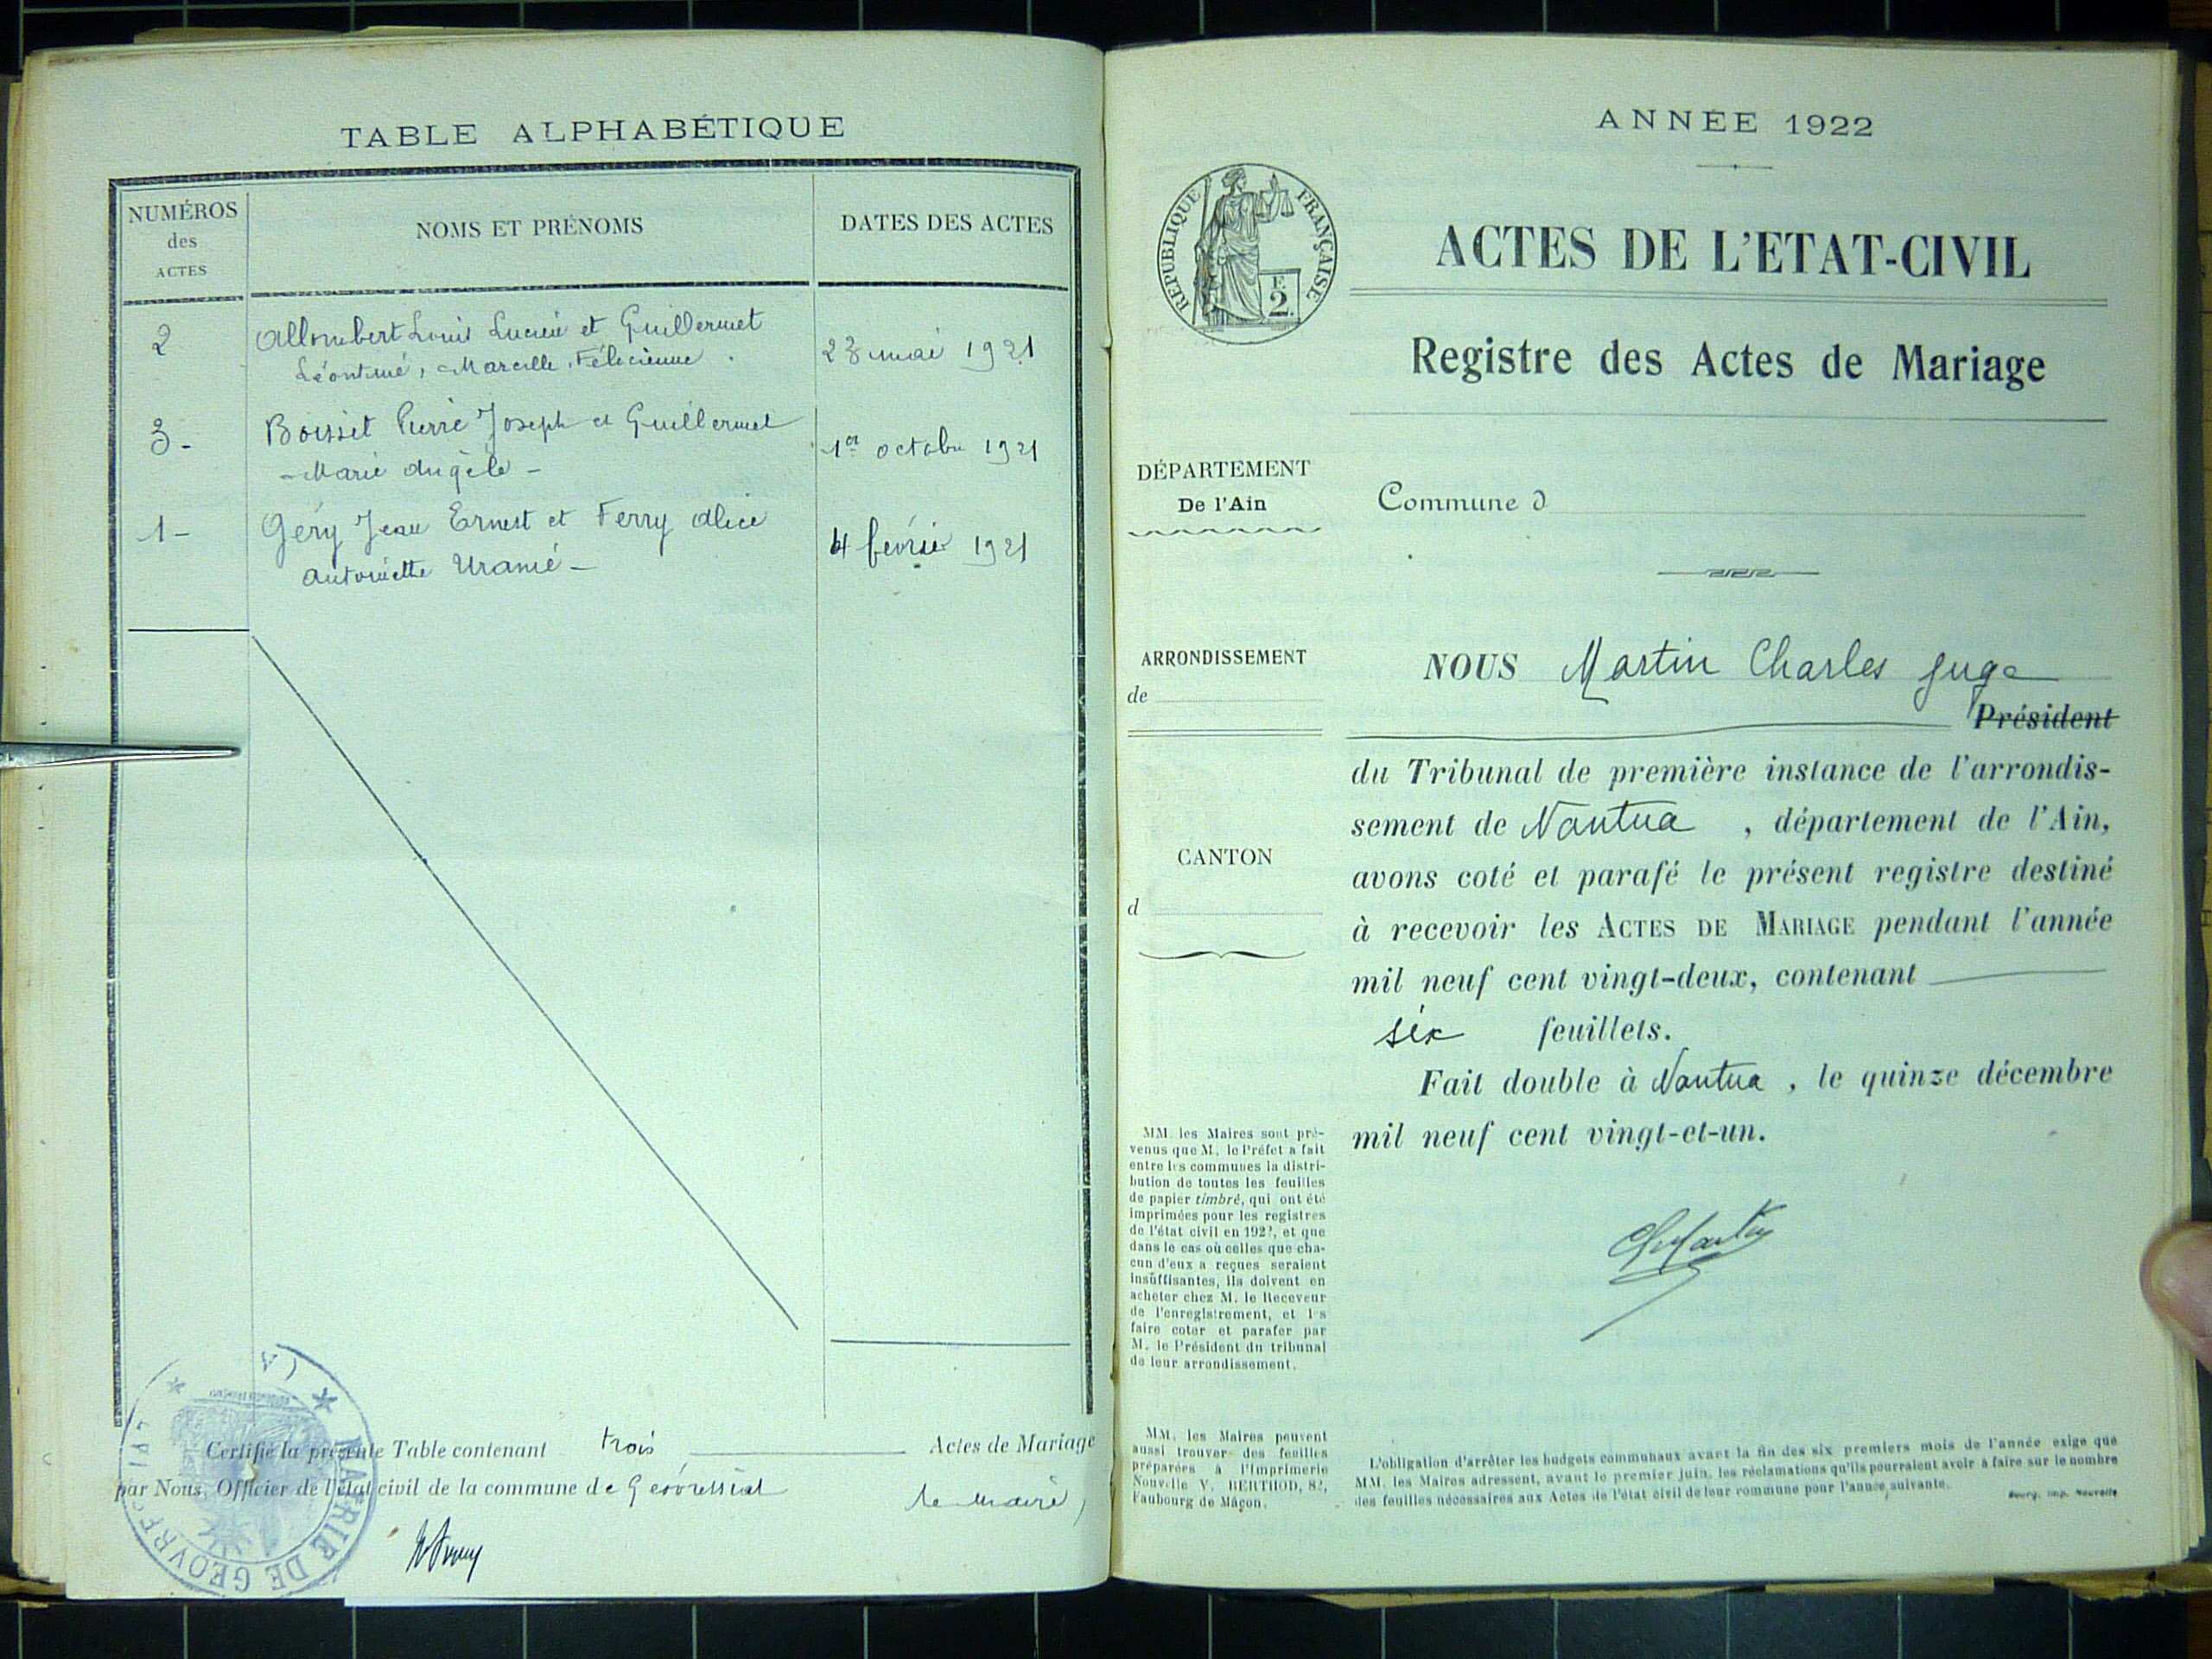 TABLE ALPHABÉTIQUE
NUMÉROS
des
ACTES
NOMS ET PRÉNOMS
DATES DES ACTES
2
Allombert Louis Lucien et Guillermet
Léontine, Marcelle, Félicienne.
23 mai 1921
3-
Boisset Pierre Joseph et Guillermet
-Marie Angèle-
1er octobre 1921
1-
Géry Jean Ernest et Ferry Alice
Antoinette Uranie-
4 février 1921
Certifié la présente Table contenant trois Actes de Mariage
par Nous, Officier de l'état civil de la commune de Géovressiat
le Maire,
MAIRIE DE GEOVRE
ANNÉE 1922
RÉPUBLIQUE FRANÇAISE
F.
2.
ACTES DE L'ETAT-CIVIL
Registre des Actes de Mariage
DÉPARTEMENT
De l'Ain
Commune d
ARRONDISSEMENT
de
CANTON
d
NOUS Martin Charles juge
Président
du Tribunal de première instance de l'arrondis-
sement de Nantua, département de l'Ain,
avons coté et parafé le présent registre destiné
à recevoir les ACTES DE MARIAGE pendant l'année
mil neuf cent vingt-deux, contenant
six feuillets.
Fait double à Nantua, le quinze décembre
mil neuf cent vingt-et-un.
ChMartin
MM. les Maires sont pré-
venus que M. le Préfet a fait
entre les communes la distri-
bution de toutes les feuilles
de papier timbré, qui ont été
imprimées pour les registres
de l'état civil en 1922, et que
dans le cas où celles que cha-
cun d'eux a reçues seraient
insuffisantes, ils doivent en
acheter chez M. le Receveur
de l'enregistrement, et les
faire coter et parafer par
M. le Président du tribunal
de leur arrondissement.
MM. les Maires peuvent
aussi trouver des feuilles
préparées à l'Imprimerie
Nouvelle V. BERTHOD, 82,
Faubourg de Mâcon.
L'obligation d'arrêter les budgets communaux avant la fin des six premiers mois de l'année exige que
MM. les Maires adressent, avant le premier juin, les réclamations qu'ils pourraient avoir à faire sur le nombre
des feuilles nécessaires aux Actes de l'état civil de leur commune pour l'année suivante.
Bourg, Imp. Nouvelle